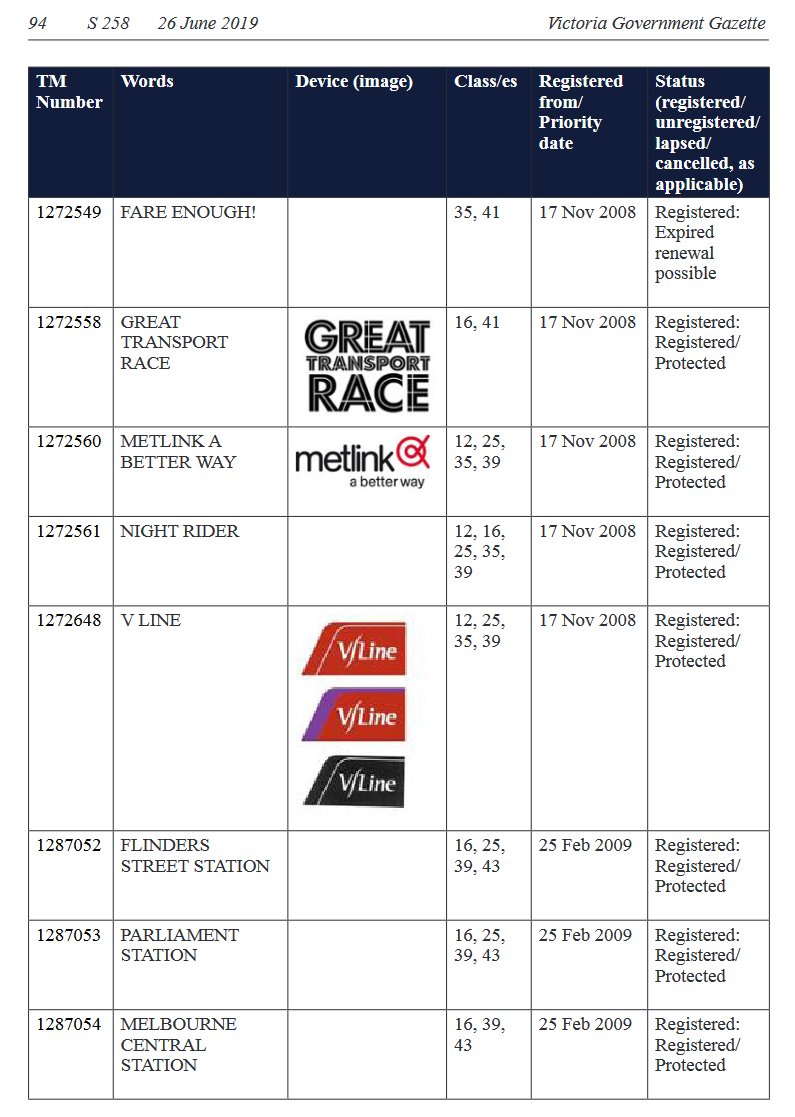 94 S 258 26 June 2019 Victoria Government Gazette
TM Number Words Device (image) Class/es Registered from/ Priority date Status (registered/ unregistered/ lapsed/ cancelled, as applicable)
1272549 FARE ENOUGH! 35, 41 17 Nov 2008 Registered: Expired renewal possible
1272558 GREAT TRANSPORT RACE GREAT TRANSPORT RACE 16, 41 17 Nov 2008 Registered: Registered/ Protected
1272560 METLINK A BETTER WAY metlink a better way 12, 25, 35, 39 17 Nov 2008 Registered: Registered/ Protected
1272561 NIGHT RIDER 12, 16, 25, 35, 39 17 Nov 2008 Registered: Registered/ Protected
1272648 V LINE V/Line V/Line V/Line 12, 25, 35, 39 17 Nov 2008 Registered: Registered/ Protected
1287052 FLINDERS STREET STATION 16, 25, 39, 43 25 Feb 2009 Registered: Registered/ Protected
1287053 PARLIAMENT STATION 16, 25, 39, 43 25 Feb 2009 Registered: Registered/ Protected
1287054 MELBOURNE CENTRAL STATION 16, 39, 43 25 Feb 2009 Registered: Registered/ Protected